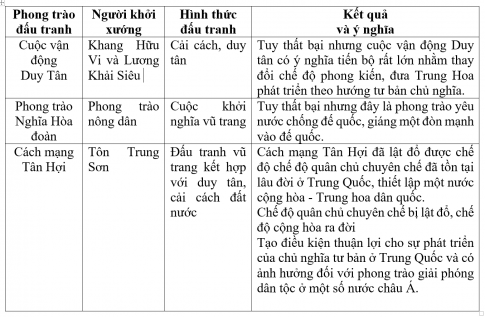 Phong trào đấu tranh
Người khởi xướng
Hình thức đấu tranh
Kết quả và ý nghĩa
Cuộc vận động Duy Tân
Khang Hữu Vi và Lương Khải Siêu
Cải cách, duy tân
Tuy thất bại nhưng cuộc vận động Duy
tân có ý nghĩa tiến bộ rất lớn nhằm thay
đổi chế độ phong kiến, đưa Trung Hoa
phát triển theo hướng tư bản chủ nghĩa.
Phong trào Nghĩa Hòa đoàn
Phong trào nông dân
Cuộc khởi nghĩa vũ trang
Tuy thất bại nhưng đây là phong trào yêu
nước chống đế quốc, giáng một đòn mạnh
vào đế quốc.
Cách mạng Tân Hợi
Tôn Trung Sơn
Đấu tranh vũ
trang kết hợp
với duy tân,
cải cách đất
nước
Cách mạng Tân Hợi đã lật đổ được chế
độ chế độ quân chủ chuyên chế đã tồn tại
lâu đời ở Trung Quốc, thiết lập một nước
cộng hòa - Trung hoa dân quốc.
Chế độ quân chủ chuyên chế bị lật đổ, chế
độ cộng hòa ra đời
Tạo điều kiện thuận lợi cho sự phát triển
của chủ nghĩa tư bản ở Trung Quốc và có
ảnh hưởng đối với phong trào giải phóng
dân tộc ở một số nước châu Á.